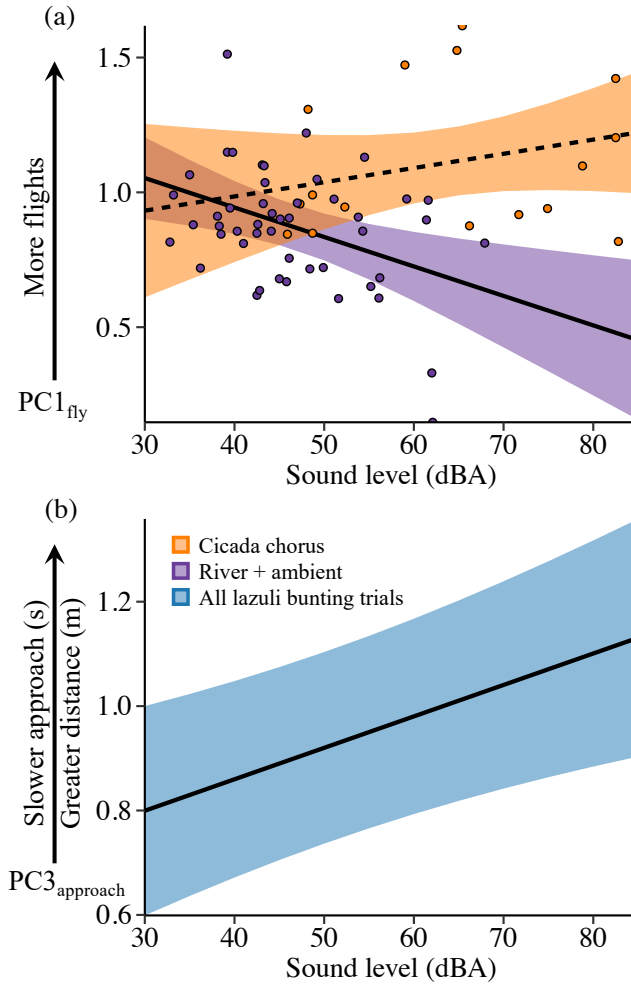 (a)
More flights
PC1fly
1.5
1.0
0.5
30 40 50 60 70 80
Sound level (dBA)
(b)
Cicada chorus
River + ambient
All lazuli bunting trials
Slower approach (s)
Greater distance (m)
PC3approach
1.2
1.0
0.8
0.6
30 40 50 60 70 80
Sound level (dBA)